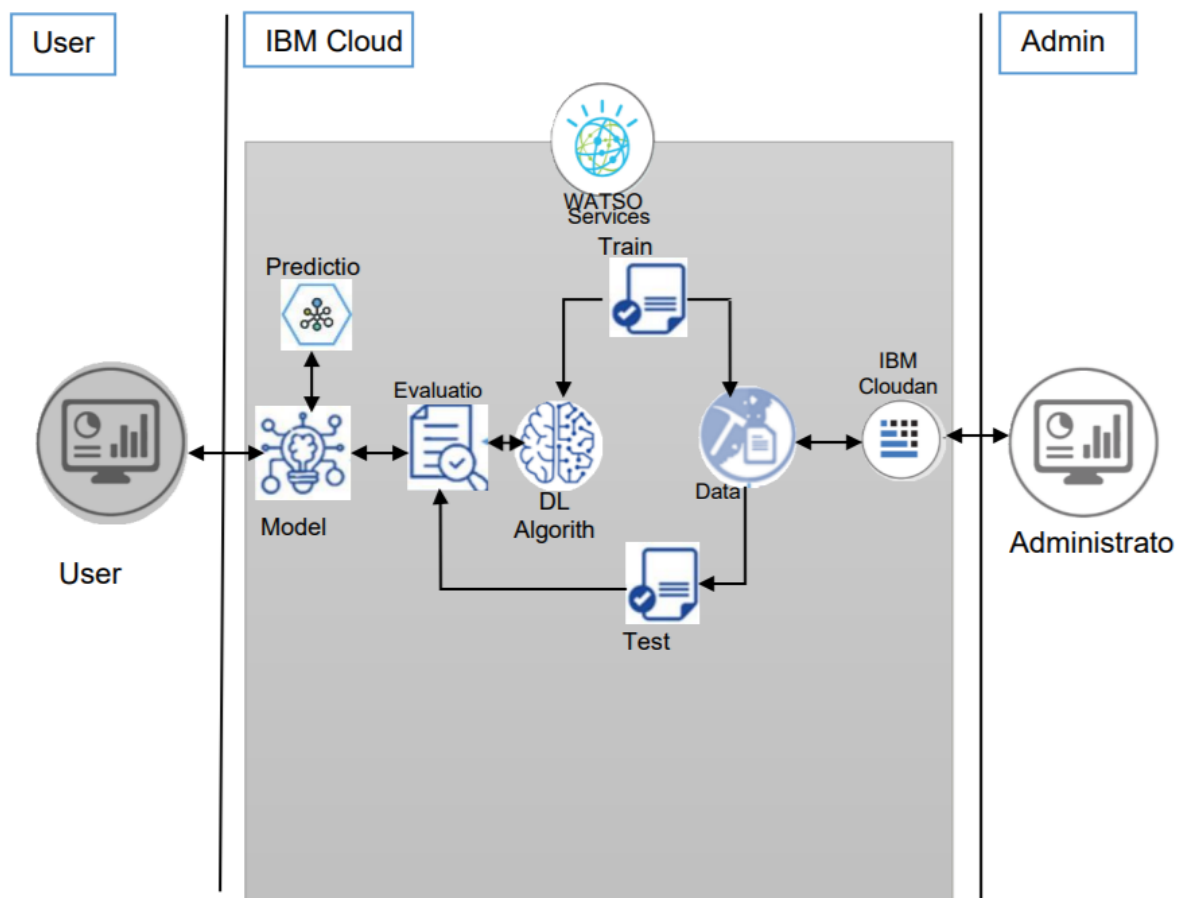 User
IBM Cloud
Admin
WATSO
Services
Train
Predictio
Evaluatio
IBM
Cloudan
DL
Algorith
Data
Model
User
Administrato
Test